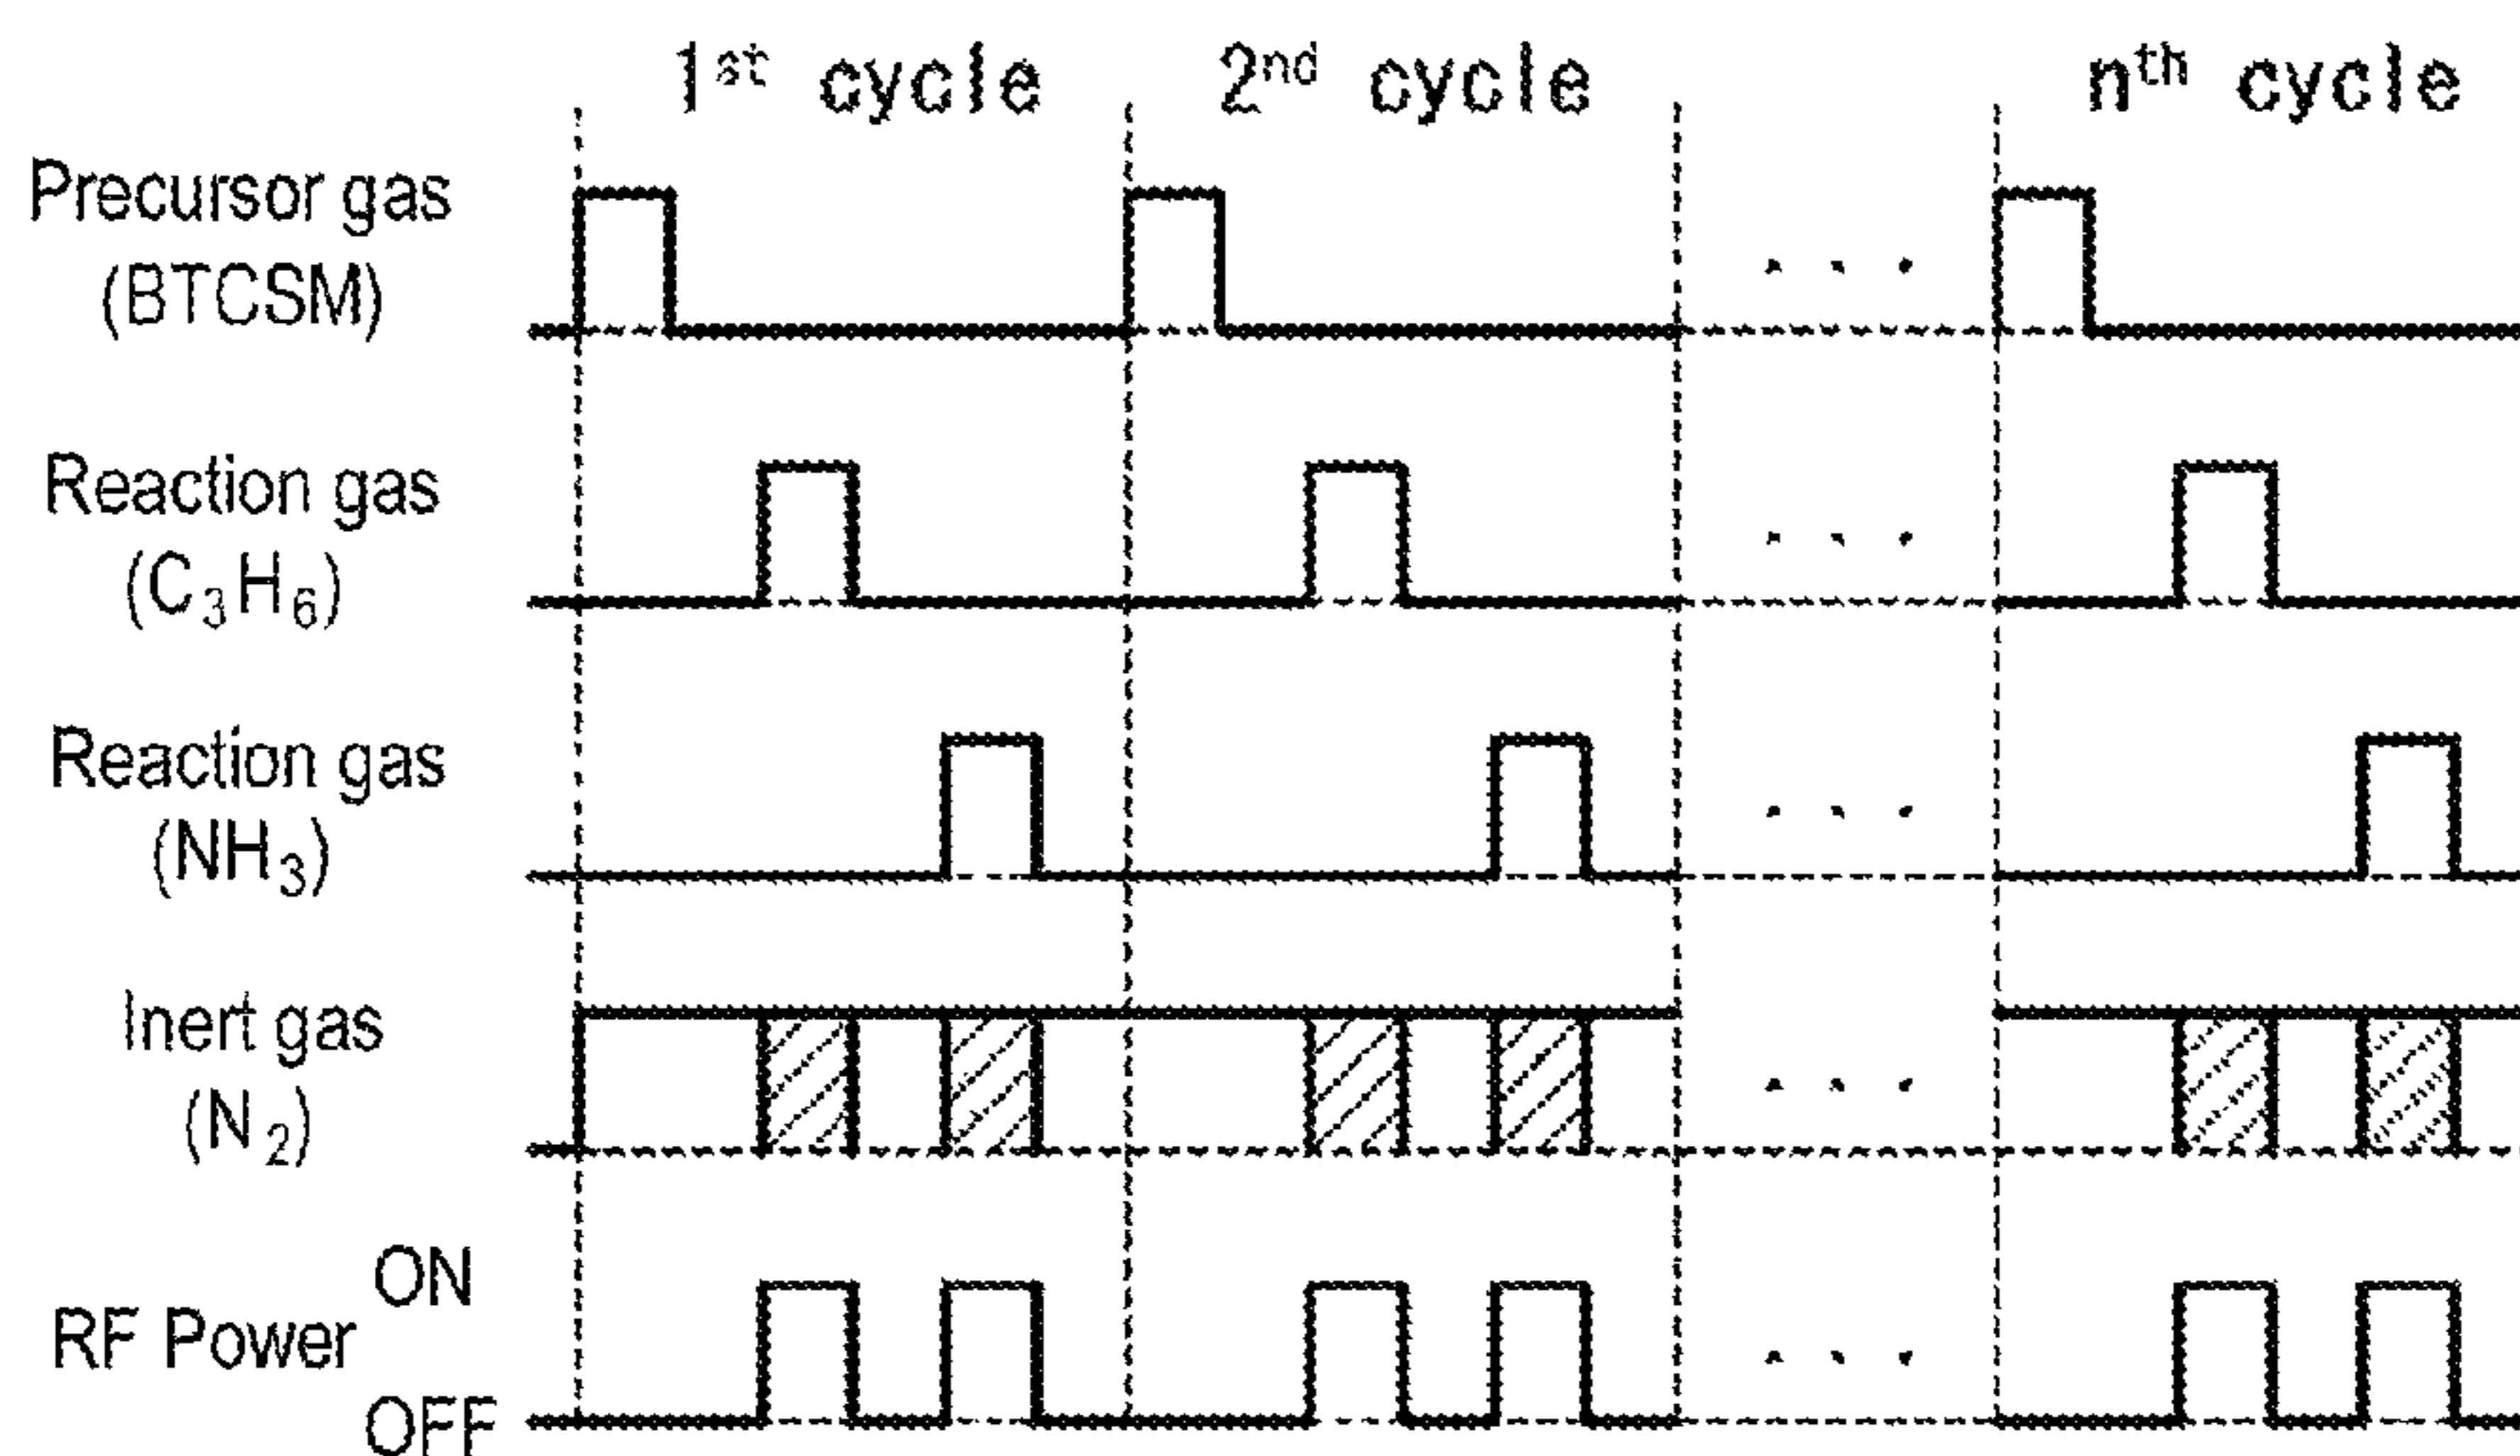 1st cycle 2nd cycle nth cycle
Precursor gas
(BTCSM)
. . .
Reaction gas
(C3H6)
. . .
Reaction gas
(NH3)
. . .
Inert gas
(N2)
. . .
ON
RF Power
. . .
OFF